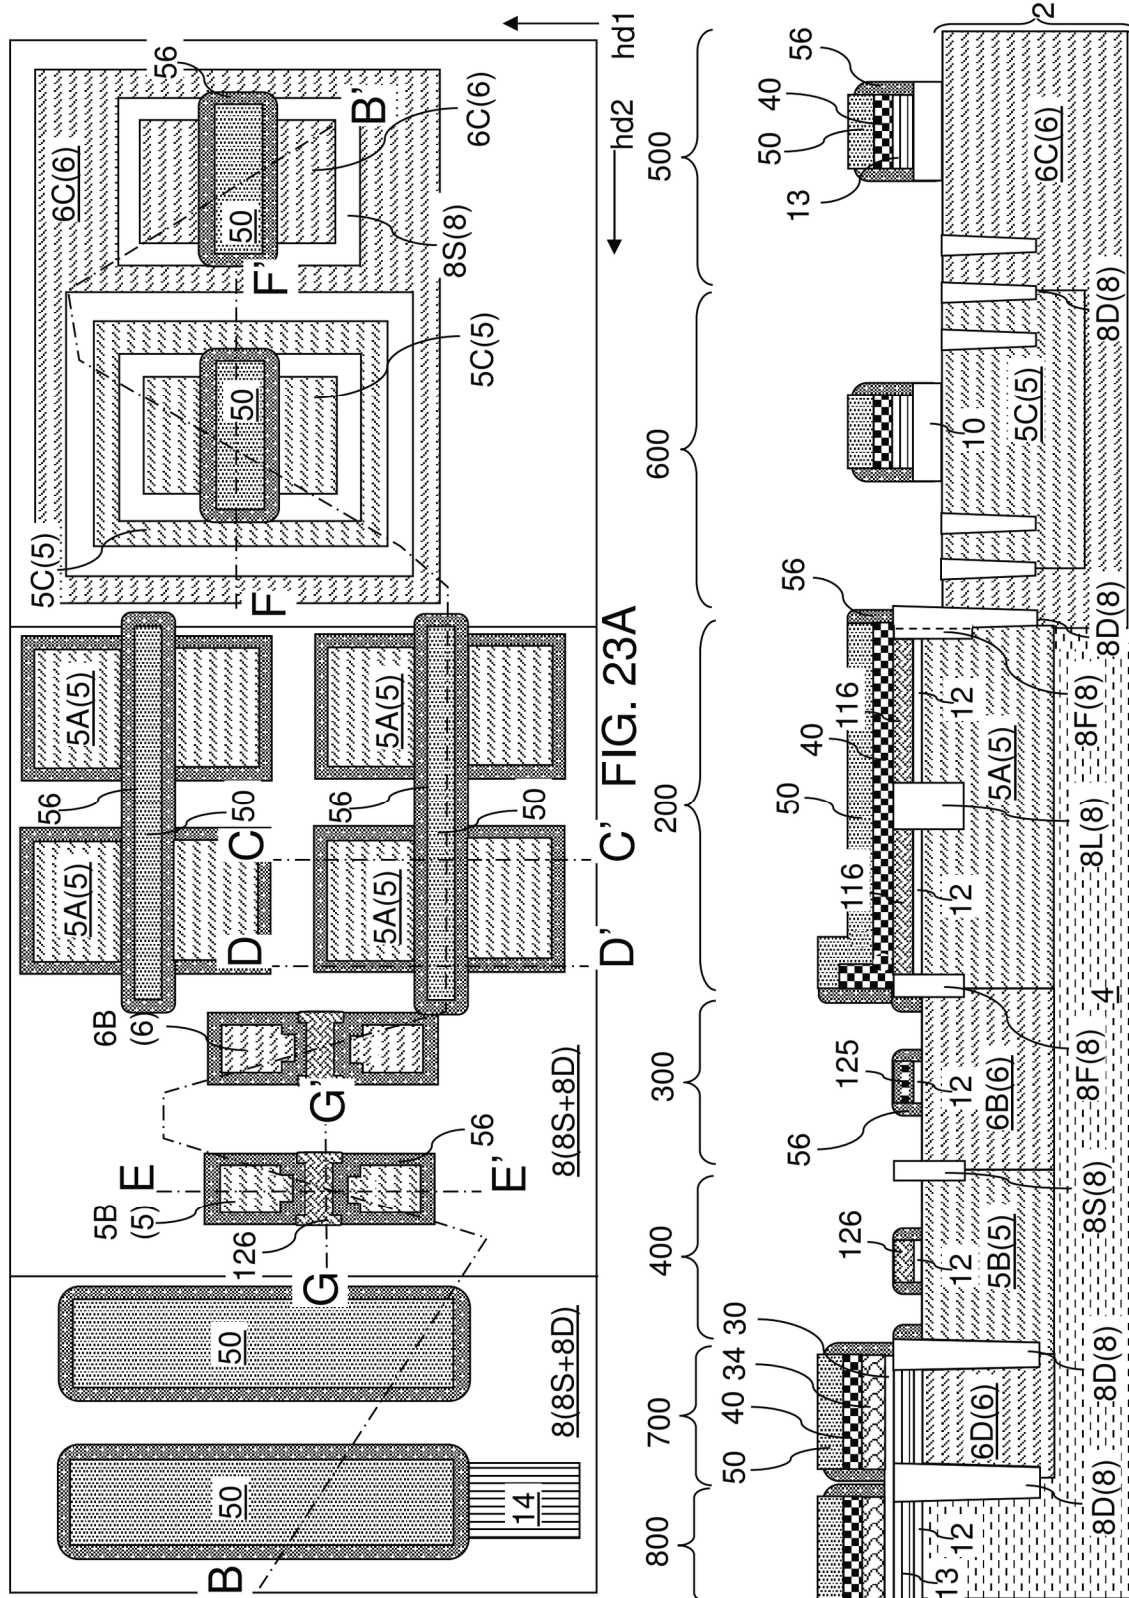 5C(5)
6C(6)
56
5A(5)
5A(5)
56
56
6B
(6)
5B
(5)
50
50
50
50
50
B
D
C
126
E
G
G'
F
F'
B'
5A(5)
5A(5)
56
56
50
6C(6)
8S(8)
5C(5)
56
E'
14
8(8S+8D)
8(8S+8D)
D'
C'
FIG. 23A
hd2
hd1
800
700
400
300
200
600
500
50
40
34
30
126
56
125
50
40
116
116
56
13
50
40
56
13
12
6D(6)
12
5B(5)
12
6B(6)
12
5A(5)
12
10
5C(5)
6C(6)
4
2
8D(8)
8D(8)
8S(8)
8F(8)
8L(8)
8F(8)
8D(8)
8D(8)